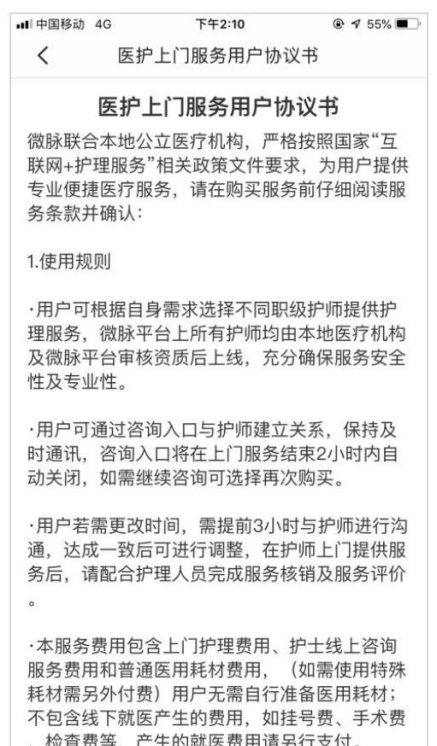 中国移动 4G 下午2:10 55%
医护上门服务用户协议书
医护上门服务用户协议书
微脉联合本地公立医疗机构，严格按照国家“互
联网+护理服务”相关政策文件要求，为用户提供
专业便捷医疗服务，请在购买服务前仔细阅读服
务条款并确认：
1.使用规则
·用户可根据自身需求选择不同职级护师提供护
理服务，微脉平台上所有护师均由本地医疗机构
及微脉平台审核资质后上线，充分确保服务安全
性及专业性。
·用户可通过咨询入口与护师建立关系，保持及
时通讯，咨询入口将在上门服务结束2小时内自
动关闭，如需继续咨询可选择再次购买。
·用户若需更改时间，需提前3小时与护师进行沟
通，达成一致后可进行调整，在护师上门提供服
务后，请配合护理人员完成服务核销及服务评价
。
·本服务费用包含上门护理费用、护士线上咨询
服务费用和普通医用耗材费用，（如需使用特殊
耗材需另外付费）用户无需自行准备医用耗材；
不包含线下就医产生的费用，如挂号费、手术费
、检查费等，产生的就医费用请另行支付。